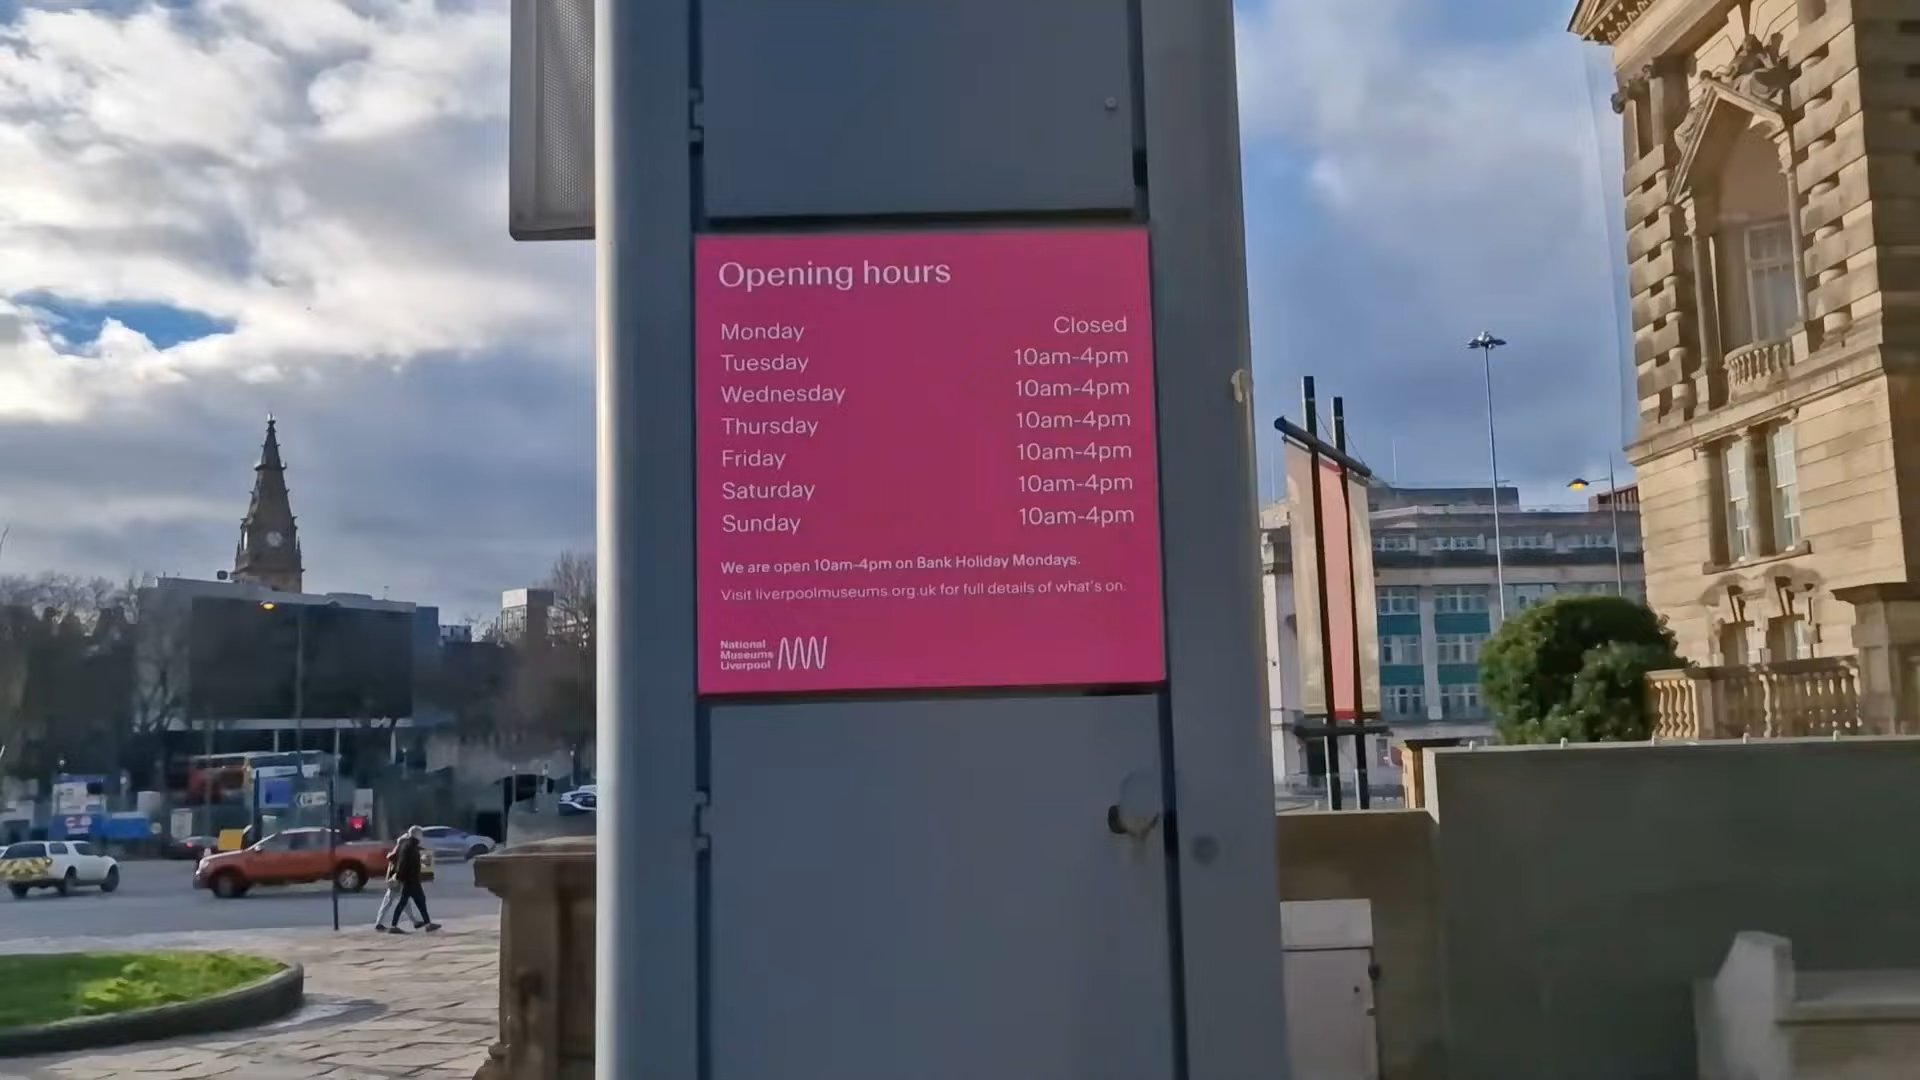 Opening hours
Monday Closed
Tuesday 10am-4pm
Wednesday 10am-4pm
Thursday 10am-4pm
Friday 10am-4pm
Saturday 10am-4pm
Sunday 10am-4pm
We are open 10am-4pm on Bank Holiday Mondays.
Visit liverpoolmuseums.org.uk for full details of what's on.
National
Museums
Liverpool